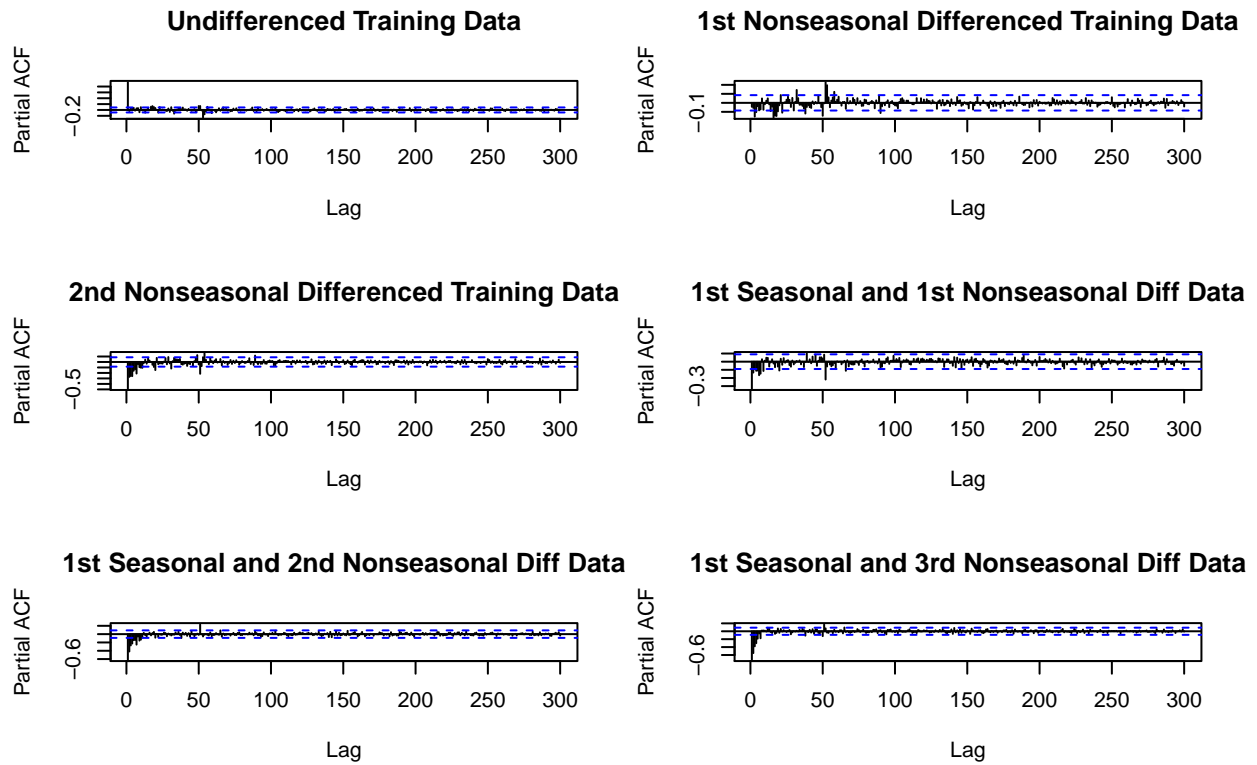 Undifferenced Training Data
Partial ACF
−0.2
0 50 100 150 200 250 300
Lag
1st Nonseasonal Differenced Training Data
Partial ACF
−0.1
0 50 100 150 200 250 300
Lag
2nd Nonseasonal Differenced Training Data
Partial ACF
−0.5
0 50 100 150 200 250 300
Lag
1st Seasonal and 1st Nonseasonal Diff Data
Partial ACF
−0.3
0 50 100 150 200 250 300
Lag
1st Seasonal and 2nd Nonseasonal Diff Data
Partial ACF
−0.6
0 50 100 150 200 250 300
Lag
1st Seasonal and 3rd Nonseasonal Diff Data
Partial ACF
−0.6
0 50 100 150 200 250 300
Lag